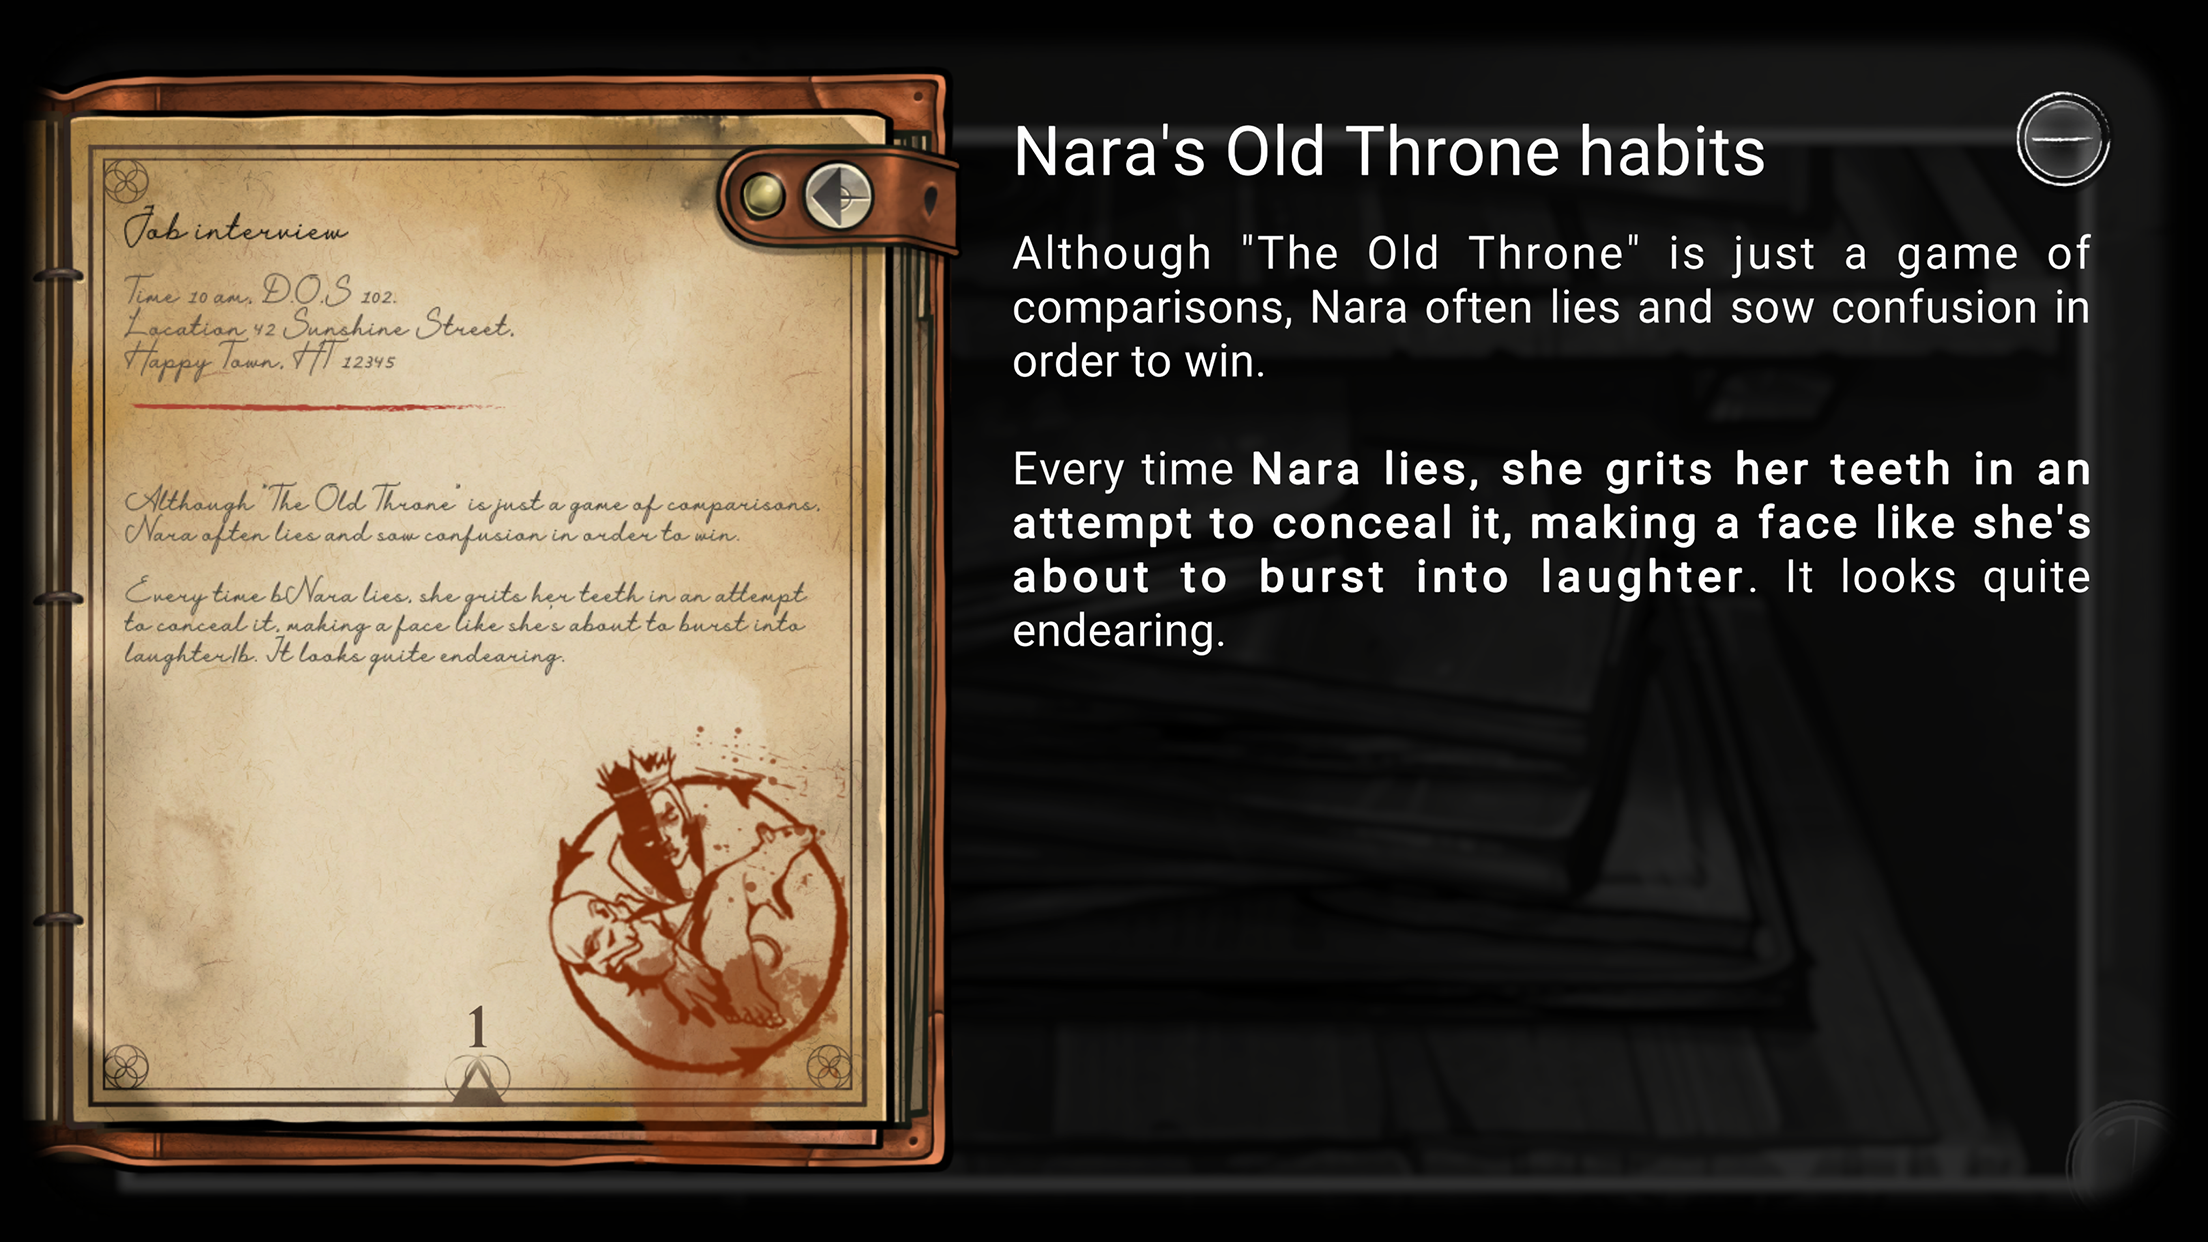 Job interview
Time 10 am, D.O.S 102.
Location 42 Sunshine Street,
Happy Town, HT 12345
Although "The Old Throne" is just a game of comparisons,
Nara often lies and sow confusion in order to win.
Every time bNara lies, she grits her teeth in an attempt
to conceal it, making a face like she's about to burst into
laughter/b. It looks quite endearing.
1
Nara's Old Throne habits
Although "The Old Throne" is just a game of
comparisons, Nara often lies and sow confusion in
order to win.
Every time Nara lies, she grits her teeth in an
attempt to conceal it, making a face like she's
about to burst into laughter. It looks quite
endearing.